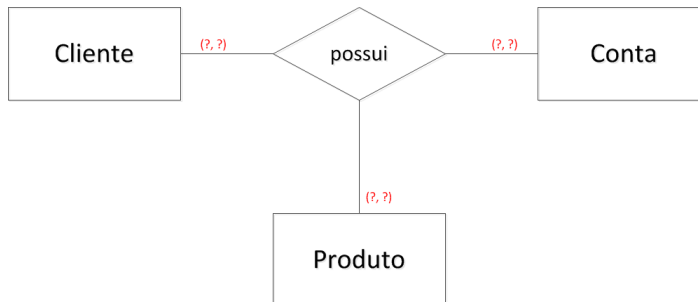 Cliente
(?, ?)
possui
(?, ?)
Conta
(?, ?)
Produto